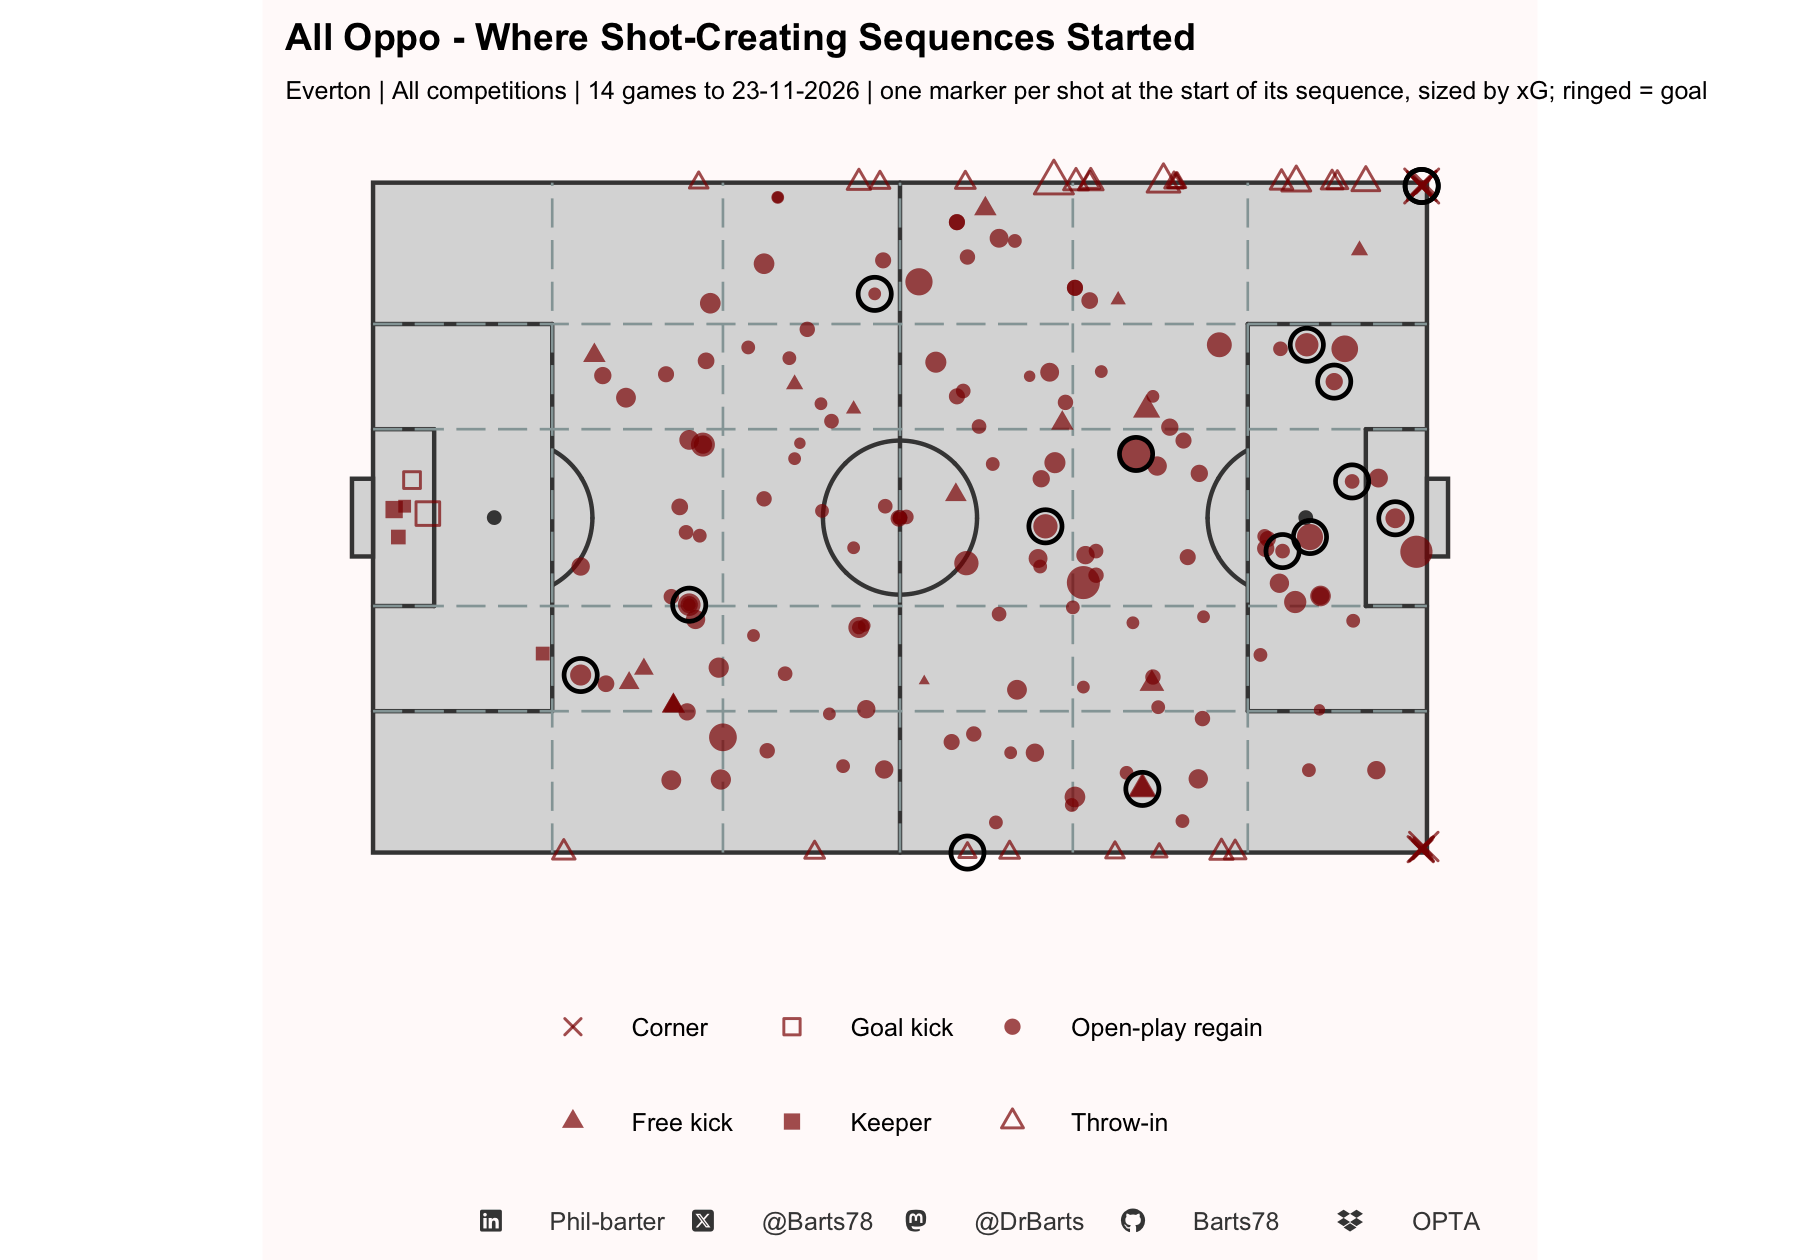 All Oppo - Where Shot-Creating Sequences Started
Everton | All competitions | 14 games to 23-11-2026 | one marker per shot at the start of its sequence, sized by xG; ringed = goal
Corner Goal kick Open-play regain
Free kick Keeper Throw-in
Phil-barter @Barts78 @DrBarts Barts78 OPTA